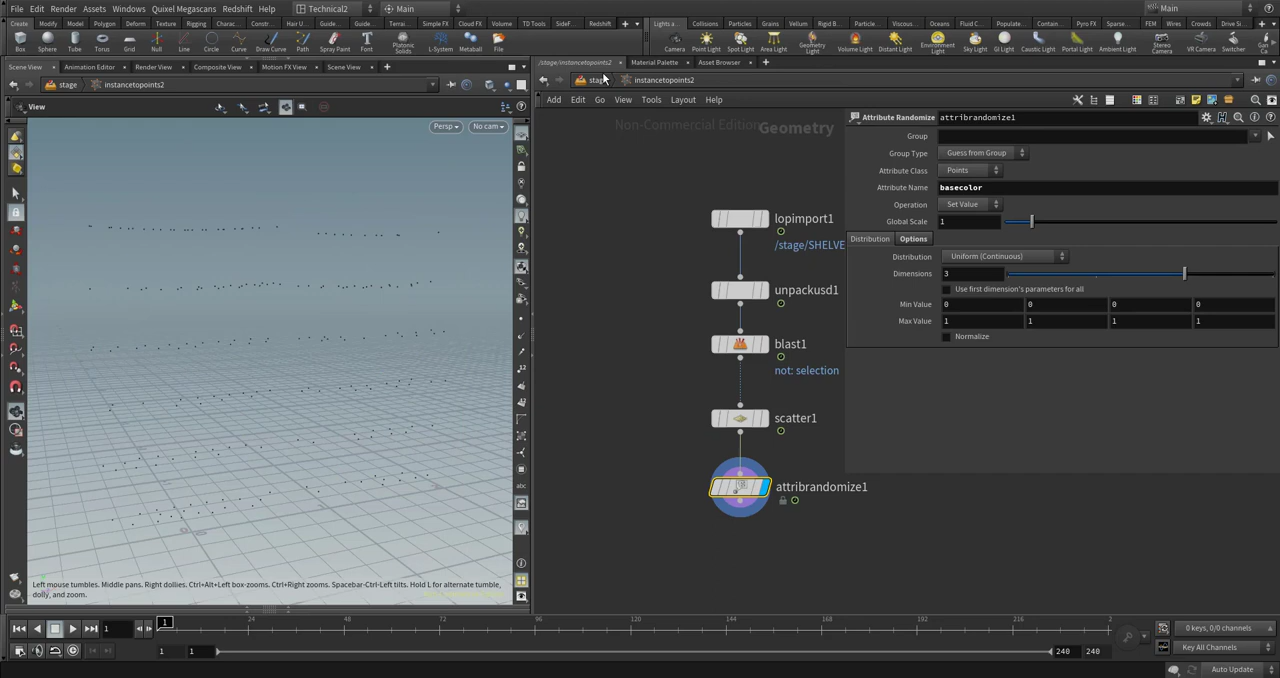 File Edit Render Assets Windows Quixel Megascans Redshift Help Technical2 Main Main
Create Modify Model Polygon Deform Texture Rigging Charac... Constr... Hair U... Guide... Guide... Terrai... Simple FX Cloud FX Volume TD Tools SideF... Redshift
Lights a... Collisions Particles Grains Vellum Rigid B... Particle... Viscous... Ocean... Fluid C... Populate... Contain... Pyro FX Sparse P... FEM Wires Crowds Drive Si...
Box Sphere Tube Torus Grid Null Line Circle Curve Draw Curve Path Spray Paint Font Platonic Solids L-System Metaball File
Camera Point Light Spot Light Area Light Geometry Light Volume Light Distant Light Environment Light Sky Light GI Light Caustic Light Portal Light Ambient Light Stereo Camera VR Camera Switcher
Scene View Animation Editor Composite View Motion FX View Scene View
/stage/instancetopoints2 Material Palette Asset Browser
stage instancetopoints2
stage instancetopoints2
Add Edit Go View Tools Layout Help
View
Persp No cam
Non-Commercial Edition Geometry
lopimport1
/stage/SHELVE
unpackusd1
blast1
not: selection
scatter1
attribrandomize1
Attribute Randomize attribrandomize1
Group
Group Type Guess from Group
Attribute Class Points
Attribute Name basecolor
Operation Set Value
Global Scale 1
Distribution Options
Distribution Uniform (Continuous)
Dimensions 3
Use first dimension's parameters for all
Min Value 0 0 0 0
Max Value 1 1 1 1
Normalize
abc
Left mouse tumbles. Middle pans. Right dollies. Ctrl+Alt+Left box-zooms. Ctrl+Right zooms. Spacebar-Ctrl-Left tilts. Hold L for alternate tumble, dolly, and zoom.
1 1 24 48 72 96 120 144 168 192 216 2
0 keys, 0/0 channels
1 1 240 240 Key All Channels
Auto Update